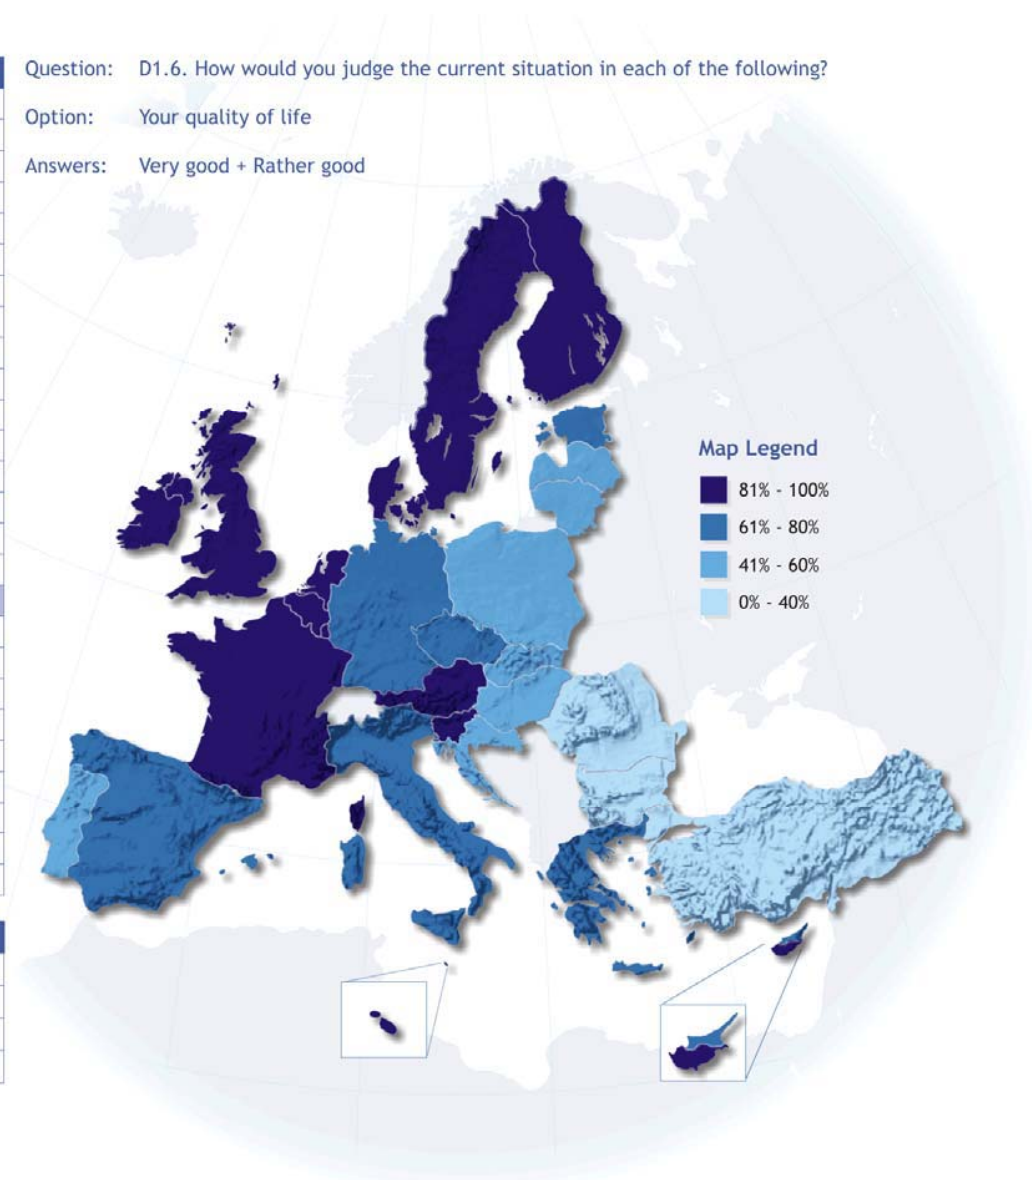 Question: D1.6. How would you judge the current situation in each of the following?
Option: Your quality of life
Answers: Very good + Rather good
Map Legend
81% - 100%
61% - 80%
41% - 60%
0% - 40%